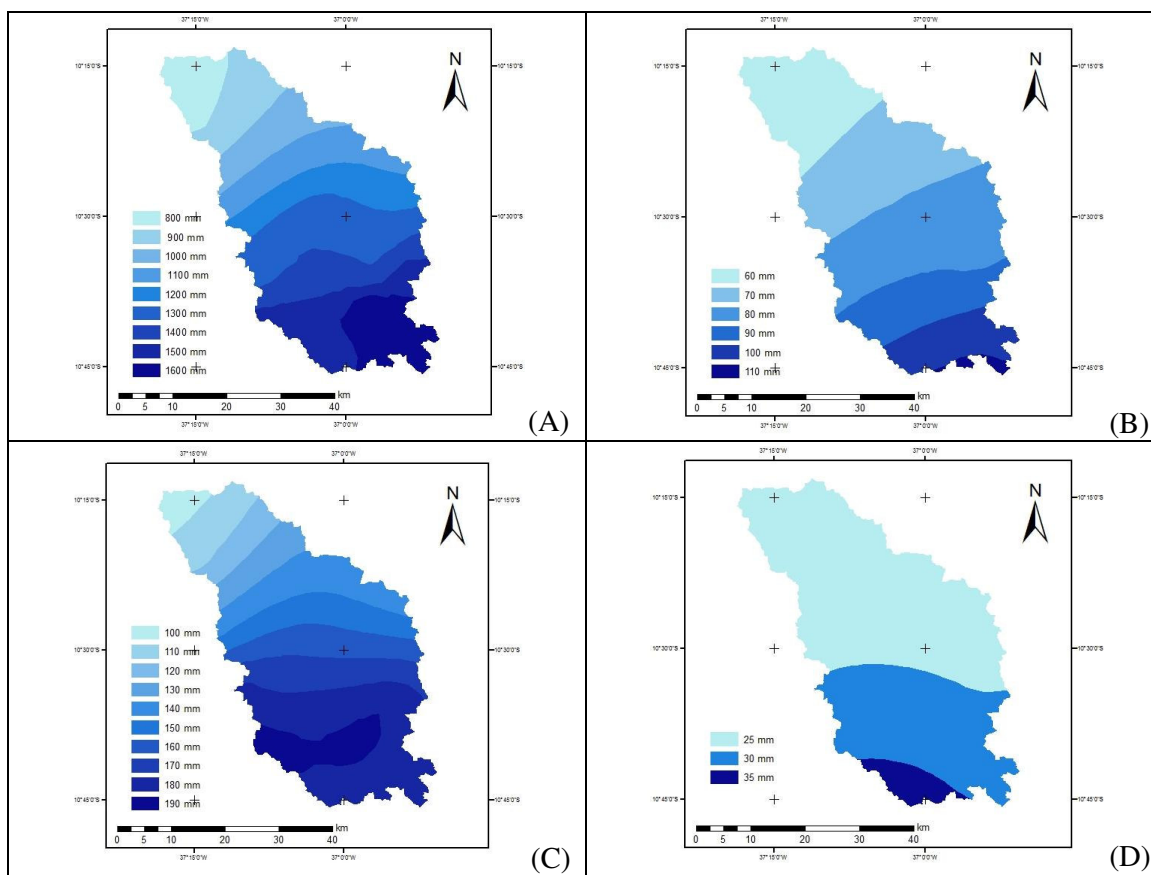 37°15'0"W 37°0'0"W
10°15'0"S 10°15'0"S
N
10°30'0"S 10°30'0"S
800 mm
900 mm
1000 mm
1100 mm
1200 mm
1300 mm
1400 mm
1500 mm
1600 mm
10°45'0"S 10°45'0"S
km
0 5 10 20 30 40
37°15'0"W 37°0'0"W
(A)
37°15'0"W 37°0'0"W
10°15'0"S 10°15'0"S
N
10°30'0"S 10°30'0"S
60 mm
70 mm
80 mm
90 mm
100 mm
110 mm
10°45'0"S 10°45'0"S
km
0 5 10 20 30 40
37°15'0"W 37°0'0"W
(B)
37°15'0"W 37°0'0"W
10°15'0"S 10°15'0"S
N
10°30'0"S 10°30'0"S
100 mm
110 mm
120 mm
130 mm
140 mm
150 mm
160 mm
170 mm
180 mm
190 mm
10°45'0"S 10°45'0"S
km
0 5 10 20 30 40
37°15'0"W 37°0'0"W
(C)
37°15'0"W 37°0'0"W
10°15'0"S 10°15'0"S
N
10°30'0"S 10°30'0"S
25 mm
30 mm
35 mm
10°45'0"S 10°45'0"S
km
0 5 10 20 30 40
37°15'0"W 37°0'0"W
(D)